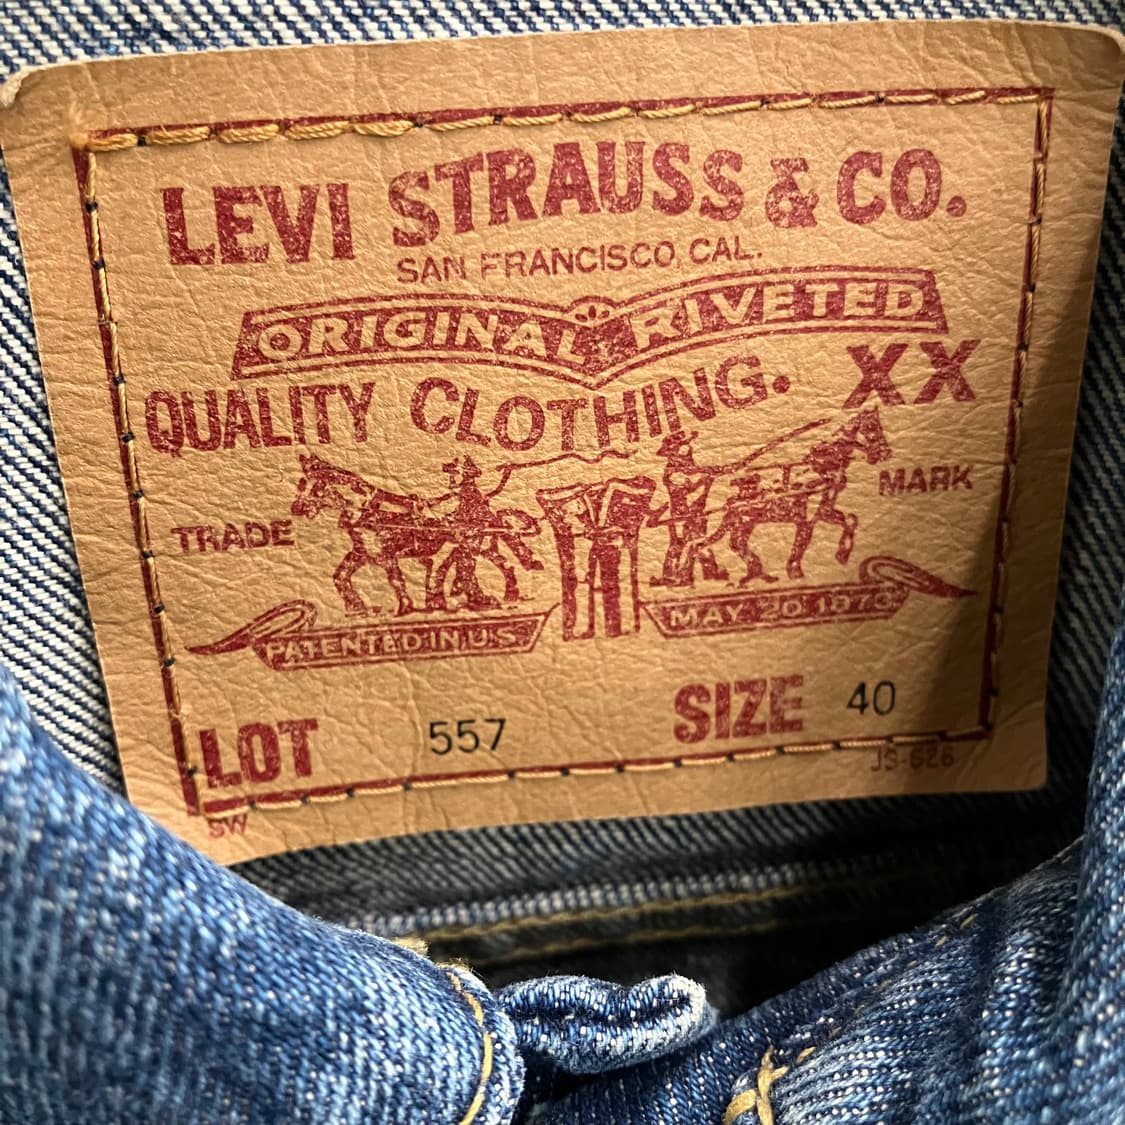 LEVI STRAUSS & CO.
SAN FRANCISCO, CAL.
ORIGINAL RIVETED
QUALITY CLOTHING. XX
TRADE MARK
PATENTED IN U.S. MAY 20 1873
LOT 557 SIZE 40
SW JS-626